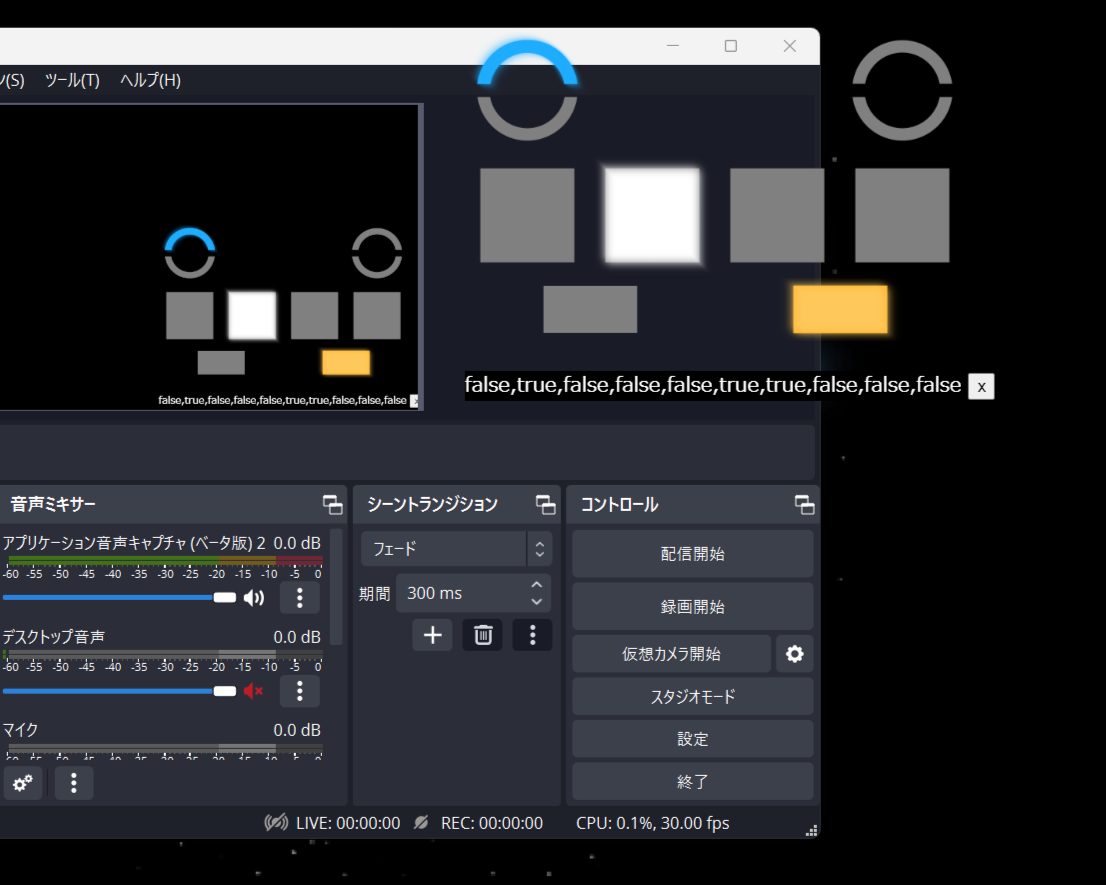 ン(S) ツール(T) ヘルプ(H)
false,true,false,false,false,true,true,false,false,false x
false,true,false,false,false,true,true,false,false,false
音声ミキサー
アプリケーション音声キャプチャ (ベータ版) 2 0.0 dB
-60 -55 -50 -45 -40 -35 -30 -25 -20 -15 -10 -5 0
デスクトップ音声 0.0 dB
-60 -55 -50 -45 -40 -35 -30 -25 -20 -15 -10 -5 0
マイク 0.0 dB
シーントランジション
フェード
期間 300 ms
コントロール
配信開始
録画開始
仮想カメラ開始
スタジオモード
設定
終了
LIVE: 00:00:00 REC: 00:00:00 CPU: 0.1%, 30.00 fps